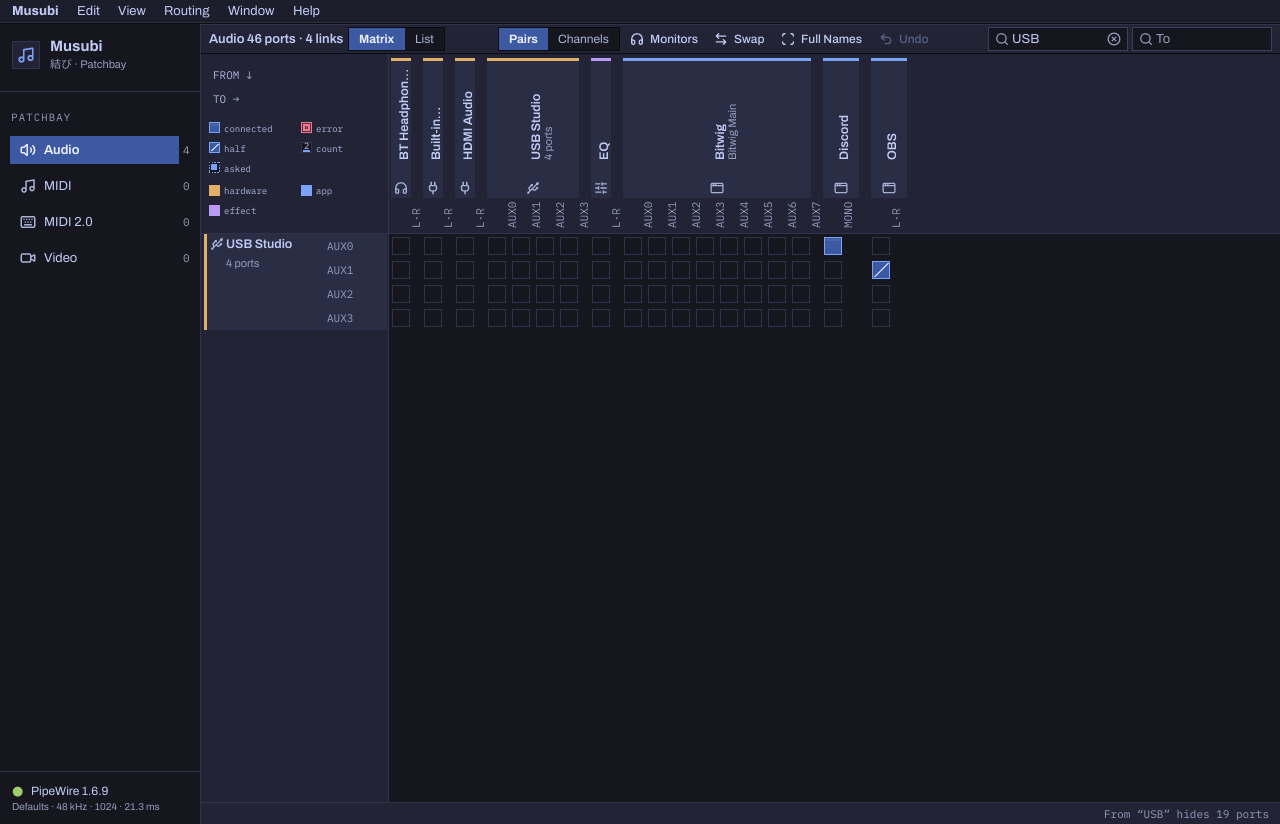 Musubi Edit View Routing Window Help
Musubi
結び · Patchbay
Audio 46 ports · 4 links Matrix List Pairs Channels Monitors Swap Full Names Undo USB To
PATCHBAY
Audio 4
MIDI 0
MIDI 2.0 0
Video 0
FROM ↓
TO →
connected error
half 2 count
asked
hardware app
effect
BT Headphon…
Built-in…
HDMI Audio
USB Studio
4 ports
EQ
Bitwig
Bitwig Main
Discord
OBS
L·R L·R L·R AUX0 AUX1 AUX2 AUX3 L·R AUX0 AUX1 AUX2 AUX3 AUX4 AUX5 AUX6 AUX7 MONO L·R
USB Studio AUX0
4 ports AUX1
AUX2
AUX3
PipeWire 1.6.9
Defaults · 48 kHz · 1024 · 21.3 ms
From “USB” hides 19 ports